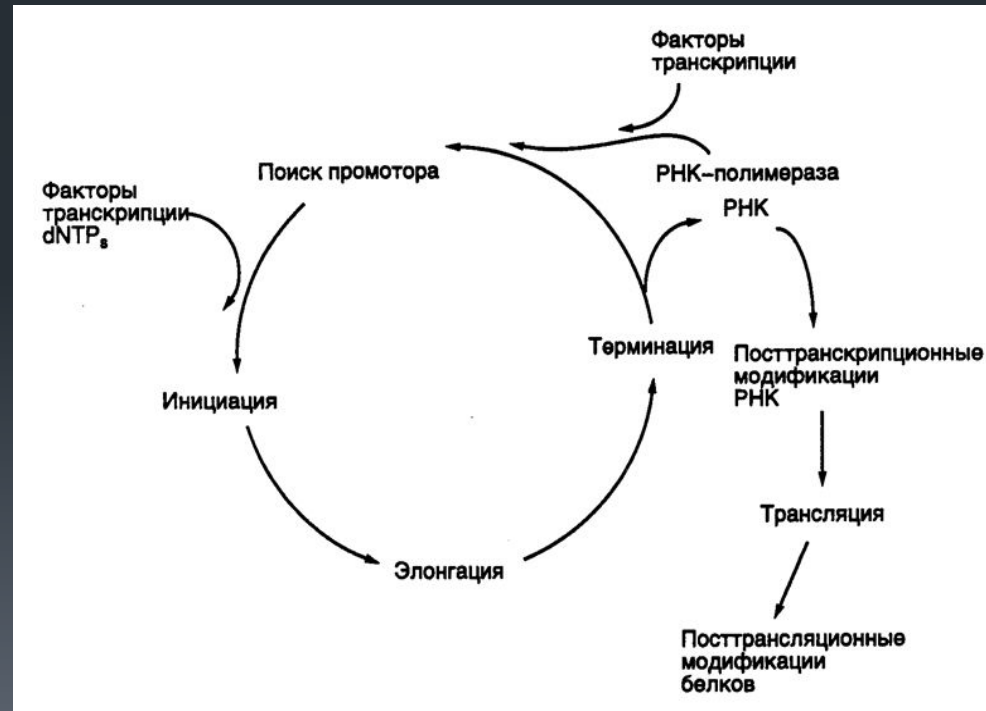 Факторы
транскрипции
Поиск промотора
РНК-полимераза
РНК
Факторы
транскрипции
dNTPs
Терминация
Посттранскрипционные
модификации
РНК
Инициация
Трансляция
Элонгация
Посттрансляционные
модификации
белков